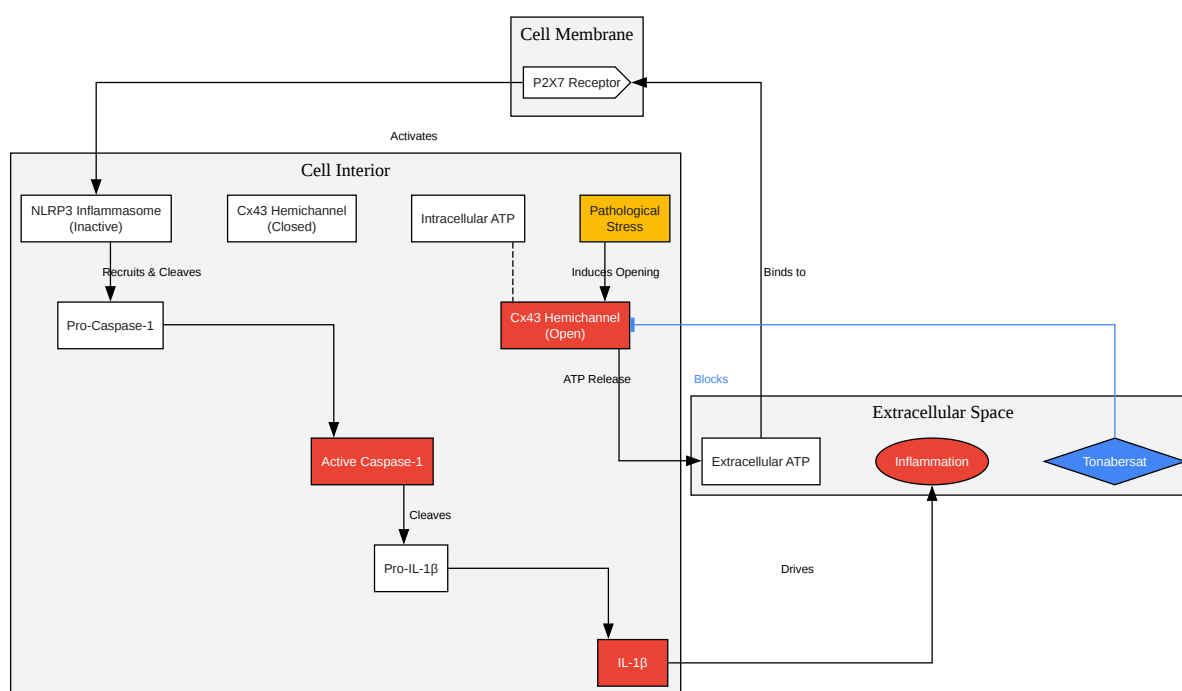 Cell Membrane
P2X7 Receptor
Activates
Cell Interior
NLRP3 Inflammasome
(Inactive)
Cx43 Hemichannel
(Closed)
Intracellular ATP
Pathological
Stress
Recruits & Cleaves
Induces Opening
Binds to
Pro-Caspase-1
Cx43 Hemichannel
(Open)
ATP Release
Blocks
Extracellular Space
Active Caspase-1
Extracellular ATP
Inflammation
Tonabersat
Cleaves
Pro-IL-1β
Drives
IL-1β